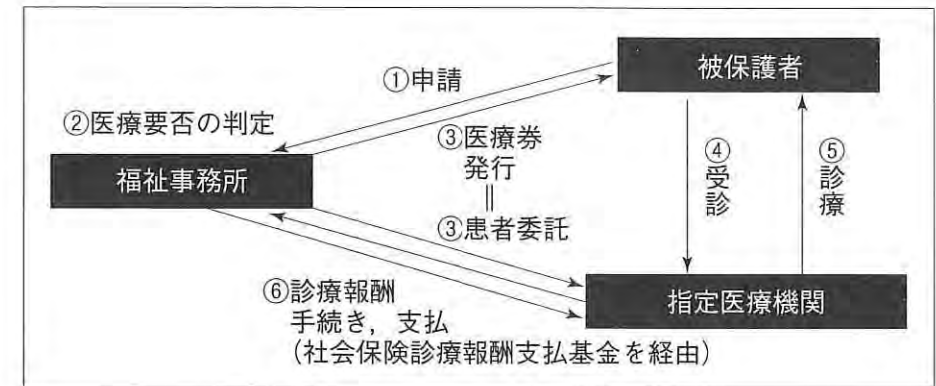 被保護者
①申請
②医療要否の判定
福祉事務所
③医療券
発行
＝
③患者委託
④受診
⑤診療
指定医療機関
⑥診療報酬
手続き，支払
（社会保険診療報酬支払基金を経由）